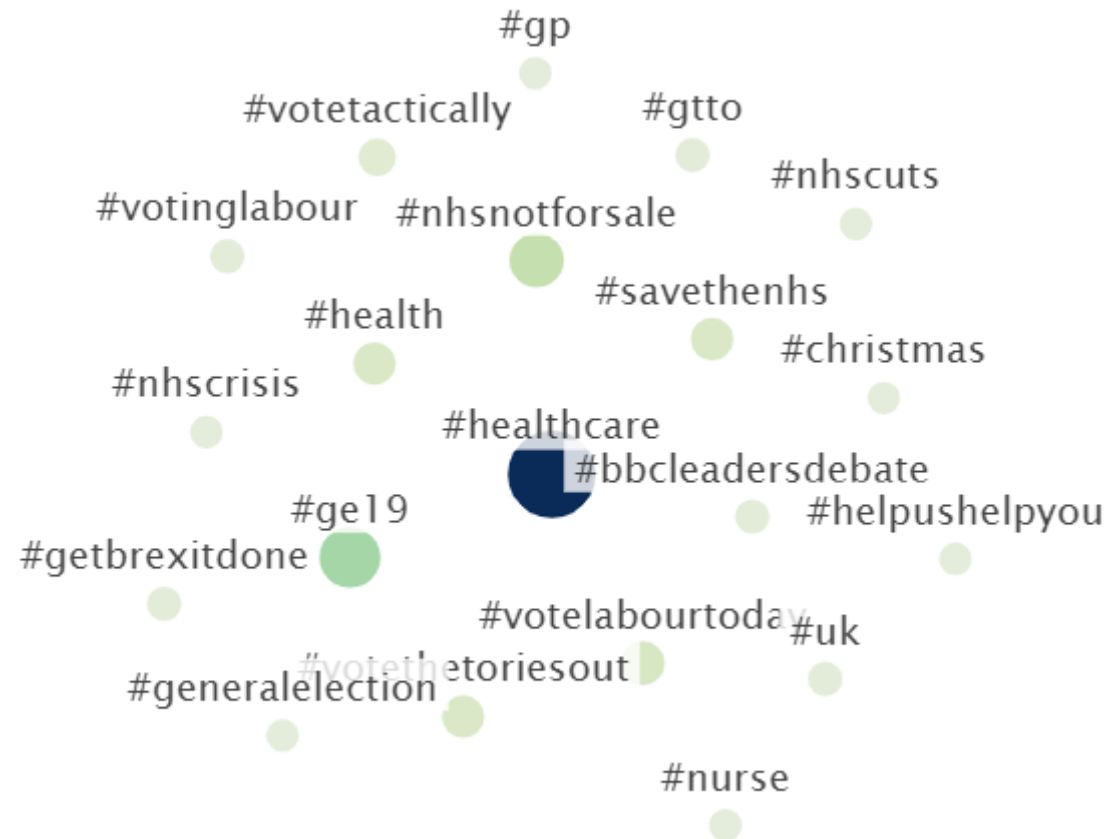 #gp
#votetactically
#gtto
#nhscuts
#votinglabour
#nhsnotforsale
#savethenhs
#health
#christmas
#nhscrisis
#healthcare
#bbcleadersdebate
#ge19
#helpushelpyou
#getbrexitdone
#votelabourtoday
#uk
#votethetoriesout
#generalelection
#nurse